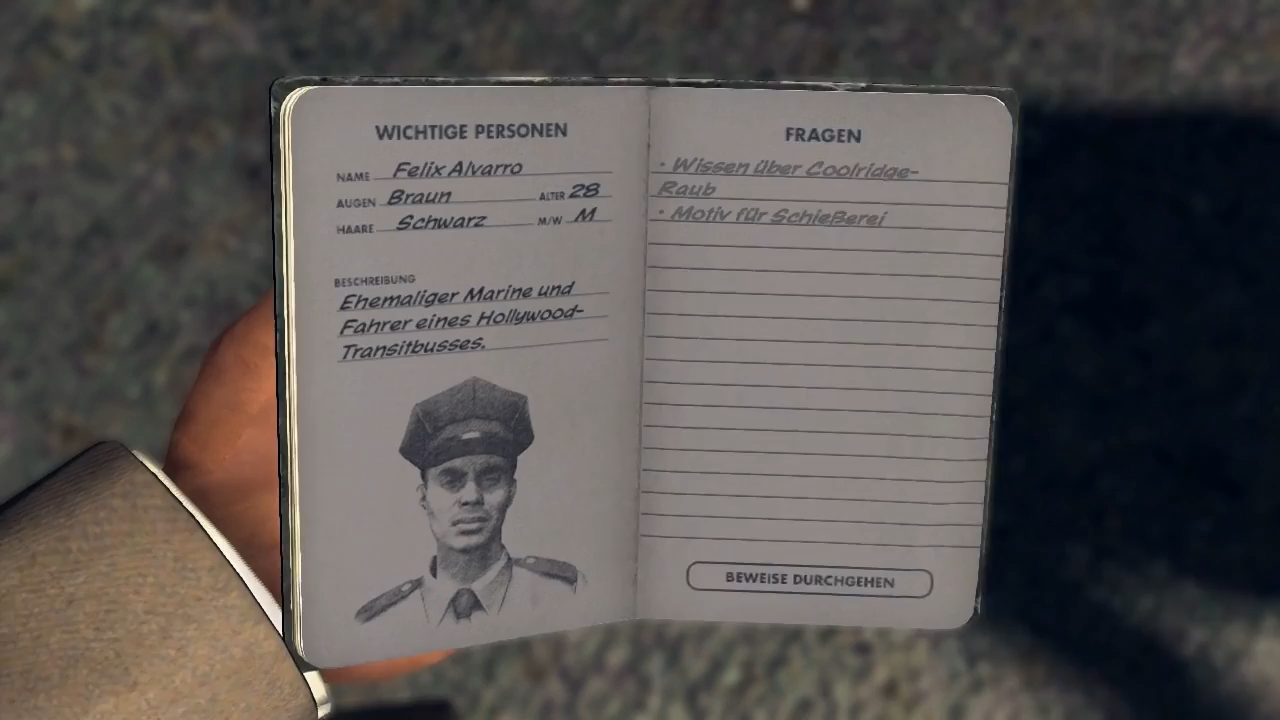 WICHTIGE PERSONEN
NAME Felix Alvarro
AUGEN Braun ALTER 28
HAARE Schwarz M/W M
BESCHREIBUNG
Ehemaliger Marine und
Fahrer eines Hollywood-
Transitbusses.
FRAGEN
• Wissen über Coolridge-
Raub
• Motiv für Schießerei
BEWEISE DURCHGEHEN